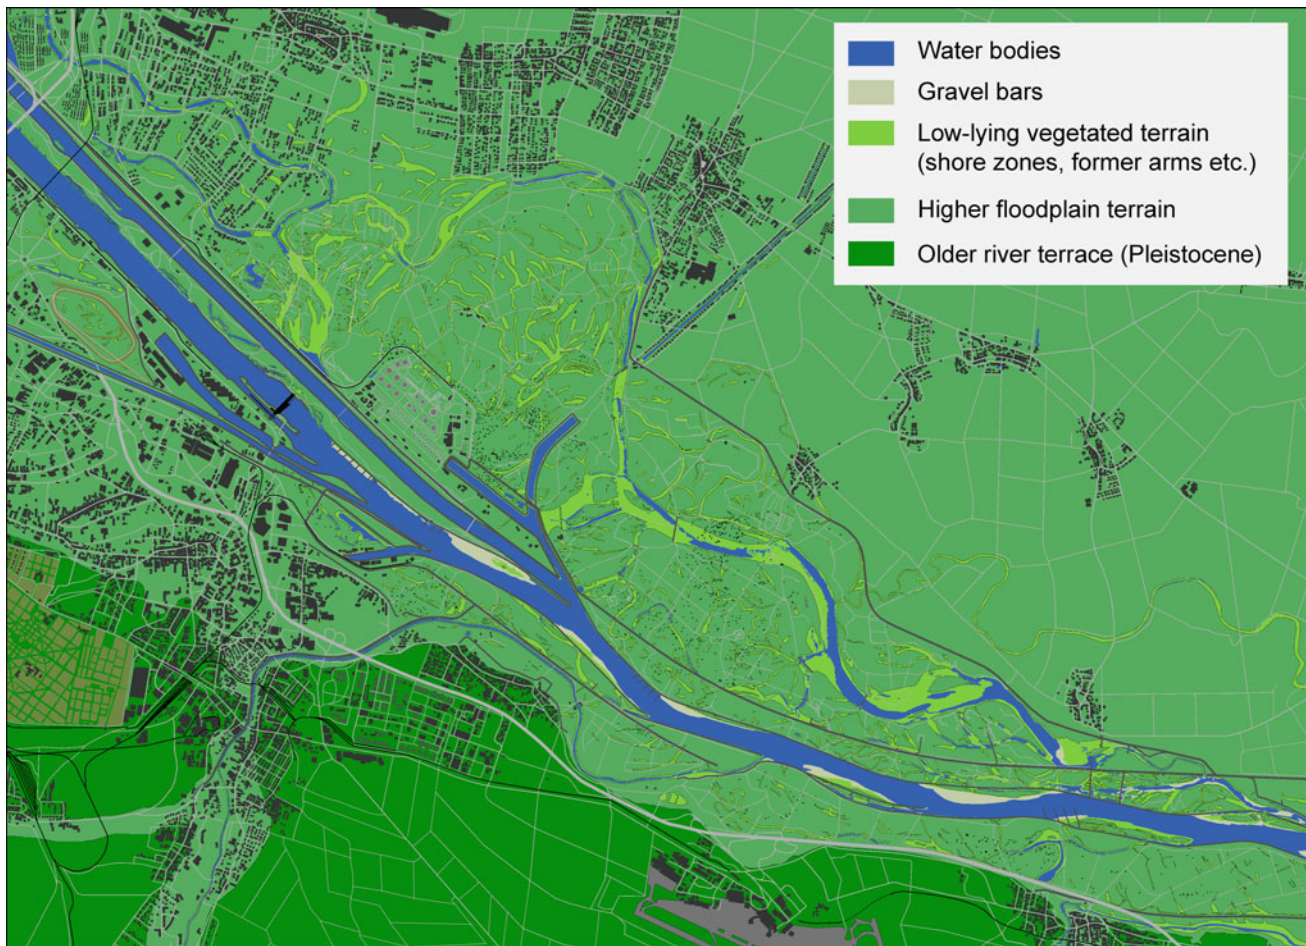 Water bodies
Gravel bars
Low-lying vegetated terrain
(shore zones, former arms etc.)
Higher floodplain terrain
Older river terrace (Pleistocene)